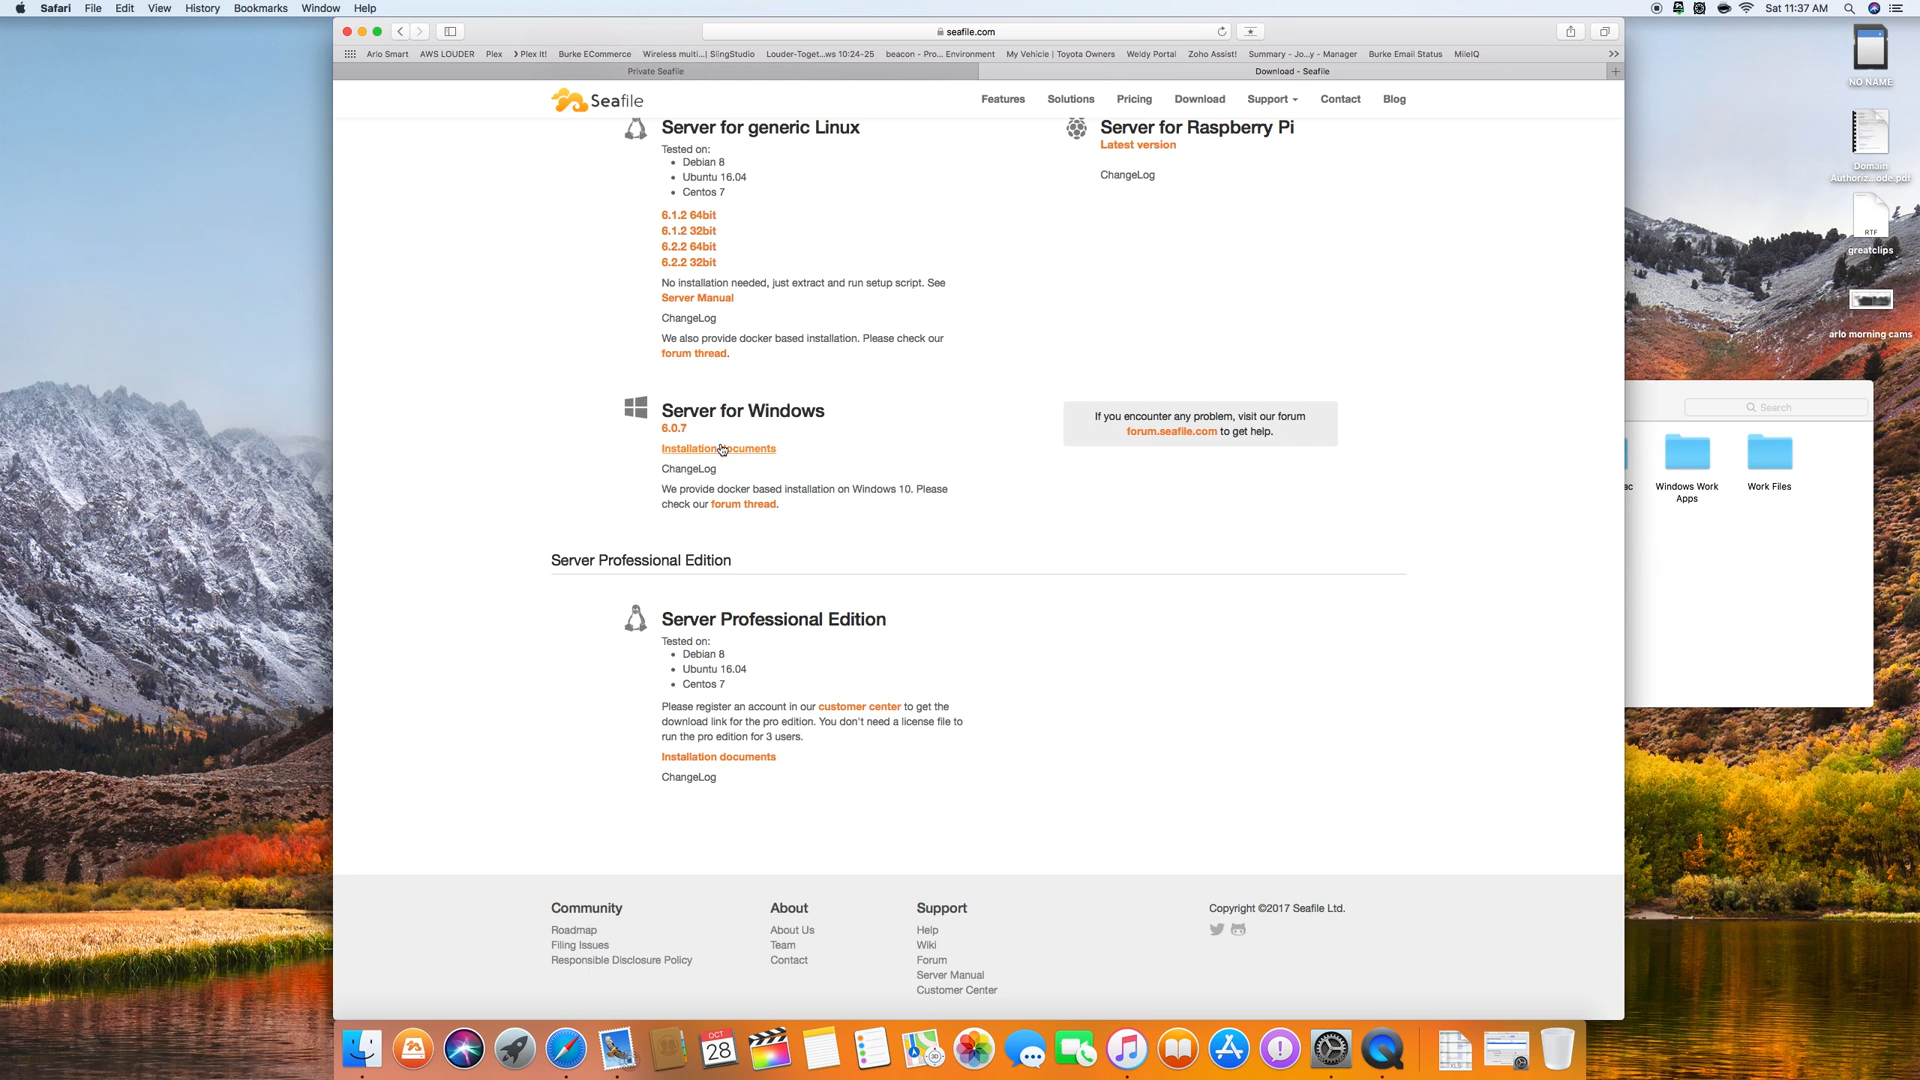 Safari File Edit View History Bookmarks Window Help
Sat 11:37 AM
seafile.com
Arlo Smart AWS LOUDER Plex > Plex It! Burke ECommerce Wireless multi...| SlingStudio Louder-Toget...ws 10:24-25 beacon - Pro... Environment My Vehicle | Toyota Owners Weldy Portal Zoho Assist! Summary - Jo...y - Manager Burke Email Status MileIQ
Private Seafile
Download - Seafile
Seafile
Features Solutions Pricing Download Support Contact Blog
Server for generic Linux
Tested on:
• Debian 8
• Ubuntu 16.04
• Centos 7
6.1.2 64bit
6.1.2 32bit
6.2.2 64bit
6.2.2 32bit
No installation needed, just extract and run setup script. See
Server Manual
ChangeLog
We also provide docker based installation. Please check our
forum thread.
Server for Raspberry Pi
Latest version
ChangeLog
Server for Windows
6.0.7
Installation documents
ChangeLog
We provide docker based installation on Windows 10. Please
check our forum thread.
If you encounter any problem, visit our forum
forum.seafile.com to get help.
Server Professional Edition
Server Professional Edition
Tested on:
• Debian 8
• Ubuntu 16.04
• Centos 7
Please register an account in our customer center to get the
download link for the pro edition. You don't need a license file to
run the pro edition for 3 users.
Installation documents
ChangeLog
Community
Roadmap
Filing Issues
Responsible Disclosure Policy
About
About Us
Team
Contact
Support
Help
Wiki
Forum
Server Manual
Customer Center
Copyright ©2017 Seafile Ltd.
NO NAME
Domain
Authoriz...ode.pdf
RTF
greatclips
arlo morning cams
Search
ac
Windows Work
Apps
Work Files
OCT
28
3D
XLS